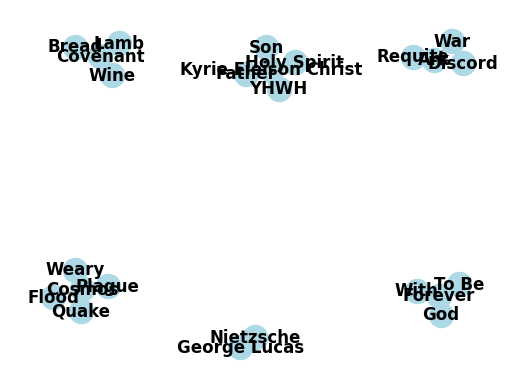 Bread
Lamb
Covenant
Wine
Son
Holy Spirit
Kyrie Eleison Christ
Father
YHWH
War
Requite
Discord
Weary
Cosmos
Plague
Flood
Quake
Nietzsche
George Lucas
With
To Be
Forever
God